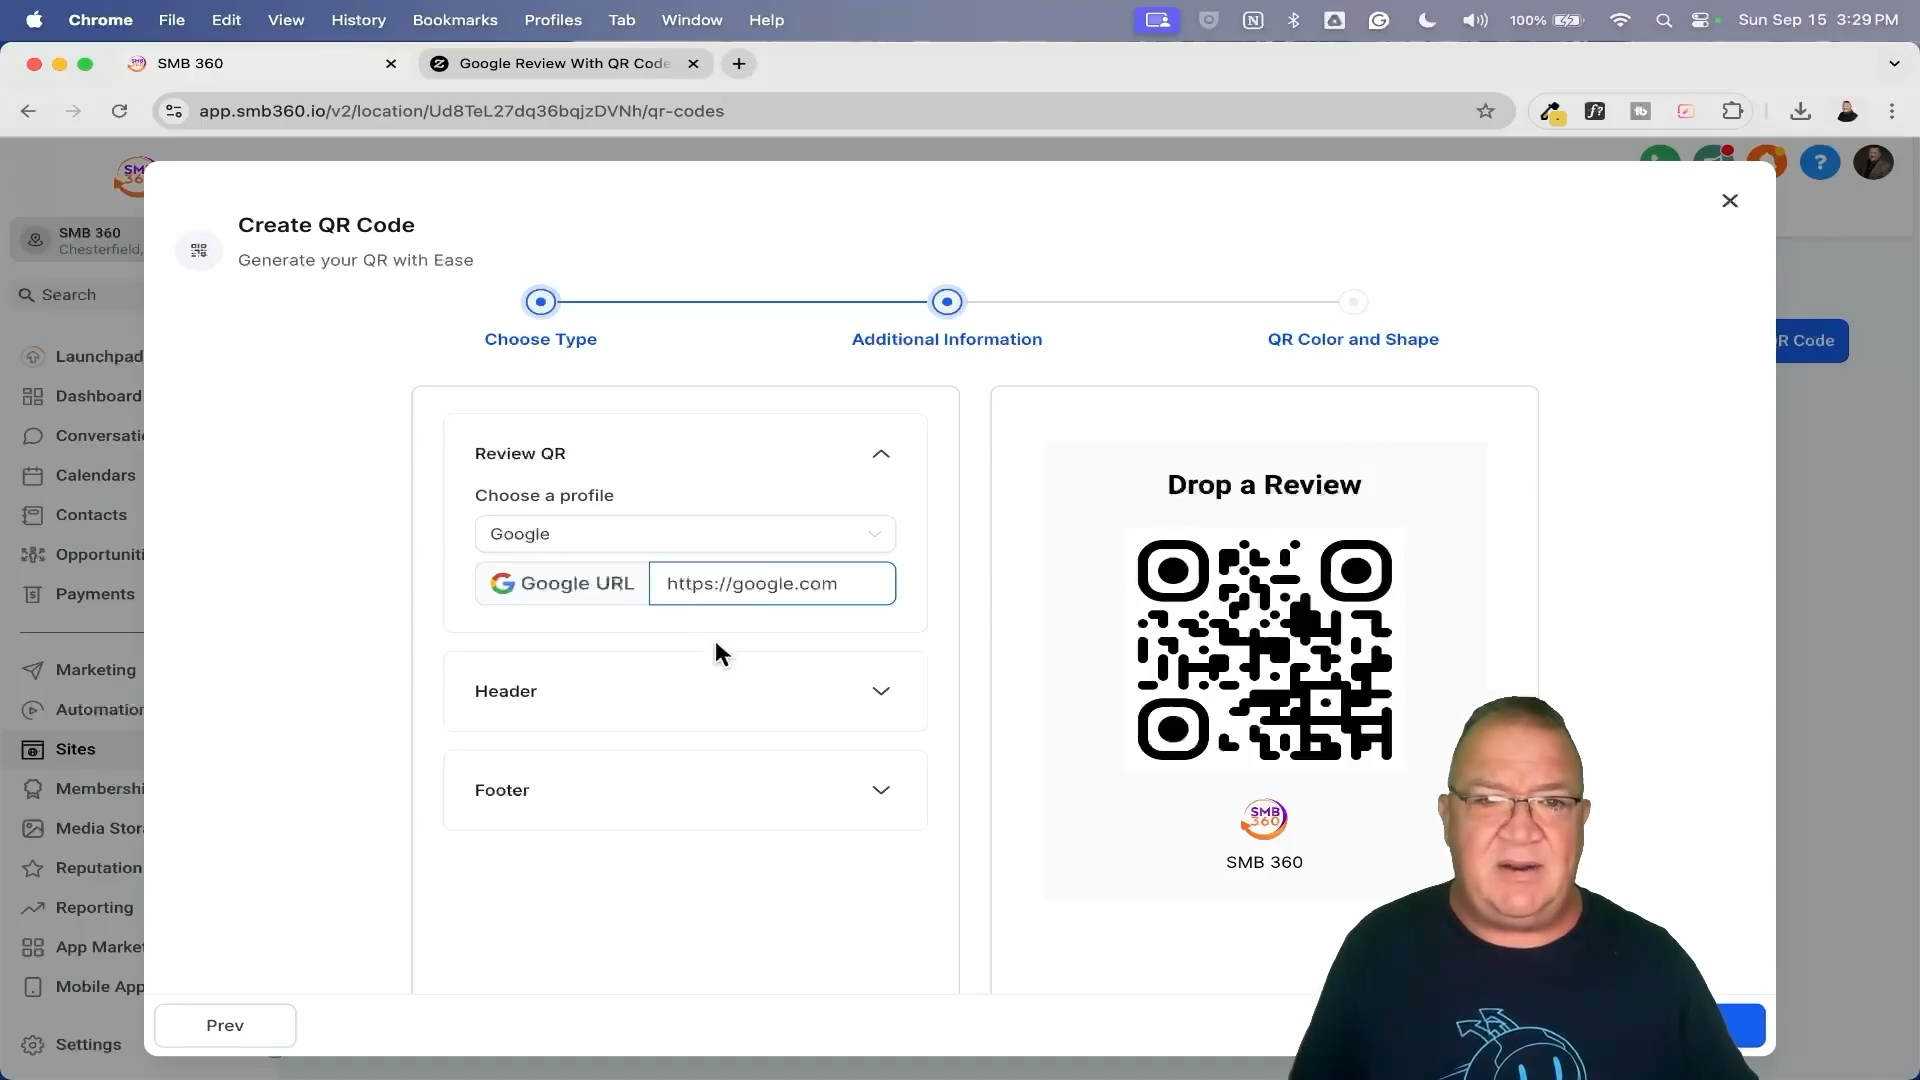 Chrome File Edit View History Bookmarks Profiles Tab Window Help 100% Sun Sep 15 3:29 PM
SMB 360
Google Review With QR Code
app.smb360.io/v2/location/Ud8TeL27dq36bqjzDVNh/qr-codes
SMB 360
Chesterfield,
Search
Launchpad
Dashboard
Conversati
Calendars
Contacts
Opportuniti
Payments
Marketing
Automation
Sites
Membershi
Media Stor
Reputation
Reporting
App Market
Mobile App
Settings
Create QR Code
Generate your QR with Ease
Choose Type
Additional Information
QR Color and Shape
R Code
Review QR
Choose a profile
Google
Google URL
https://google.com
Header
Footer
Drop a Review
SMB
360
SMB 360
Prev